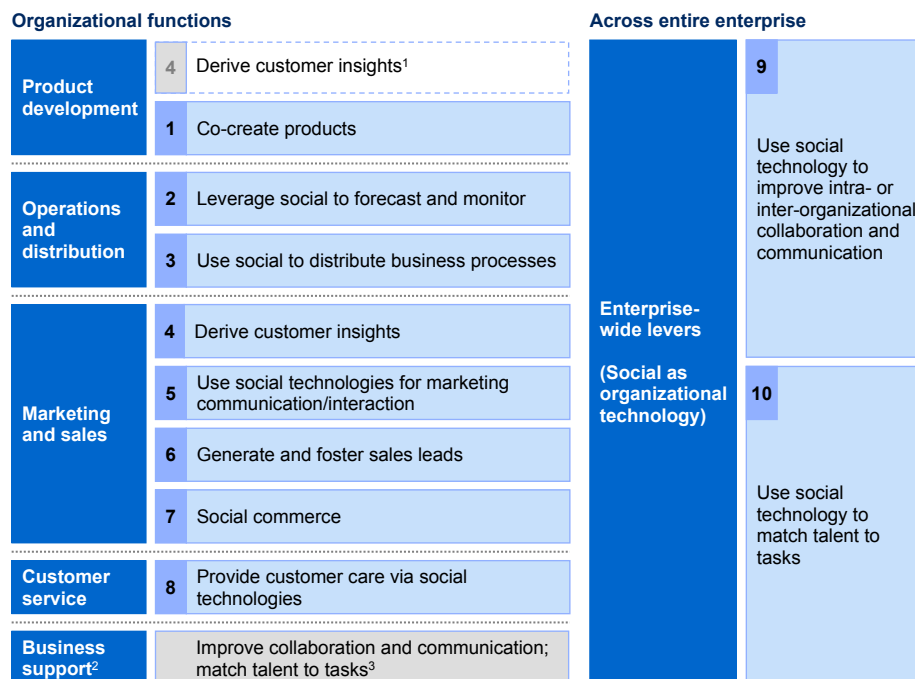 Organizational functions
Product
development
4
Derive customer insights¹
1
Co-create products
Operations
and
distribution
2
Leverage social to forecast and monitor
3
Use social to distribute business processes
Marketing
and sales
4
Derive customer insights
5
Use social technologies for marketing
communication/interaction
6
Generate and foster sales leads
7
Social commerce
Customer
service
8
Provide customer care via social
technologies
Business
support²
Improve collaboration and communication;
match talent to tasks³
Across entire enterprise
Enterprise-
wide levers
(Social as
organizational
technology)
9
Use social
technology to
improve intra- or
inter-organizational
collaboration and
communication
10
Use social
technology to
match talent to
tasks